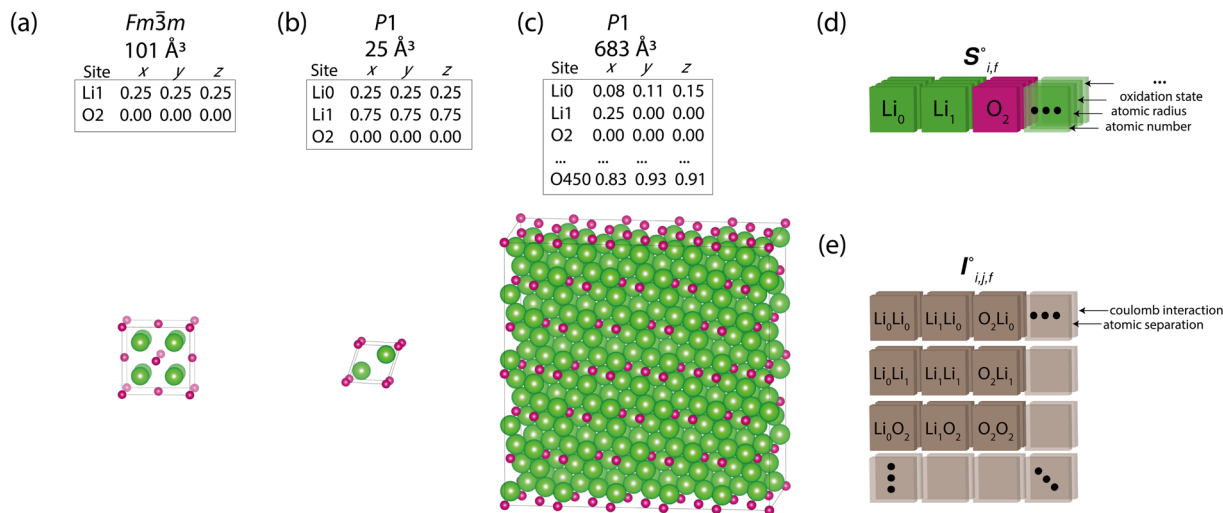 (a)
Fm3̅m
101 Å³
Site x y z
Li1 0.25 0.25 0.25
O2 0.00 0.00 0.00
(b)
P1
25 Å³
Site x y z
Li0 0.25 0.25 0.25
Li1 0.75 0.75 0.75
O2 0.00 0.00 0.00
(c)
P1
683 Å³
Site x y z
Li0 0.08 0.11 0.15
Li1 0.25 0.00 0.00
O2 0.00 0.00 0.00
... ... ... ...
O450 0.83 0.93 0.91
(d)
S°i,f
Li₀ Li₁ O₂ •••
...
oxidation state
atomic radius
atomic number
(e)
I°i,j,f
Li₀Li₀ Li₁Li₀ O₂Li₀ •••
coulomb interaction
atomic separation
Li₀Li₁ Li₁Li₁ O₂Li₁
Li₀O₂ Li₁O₂ O₂O₂